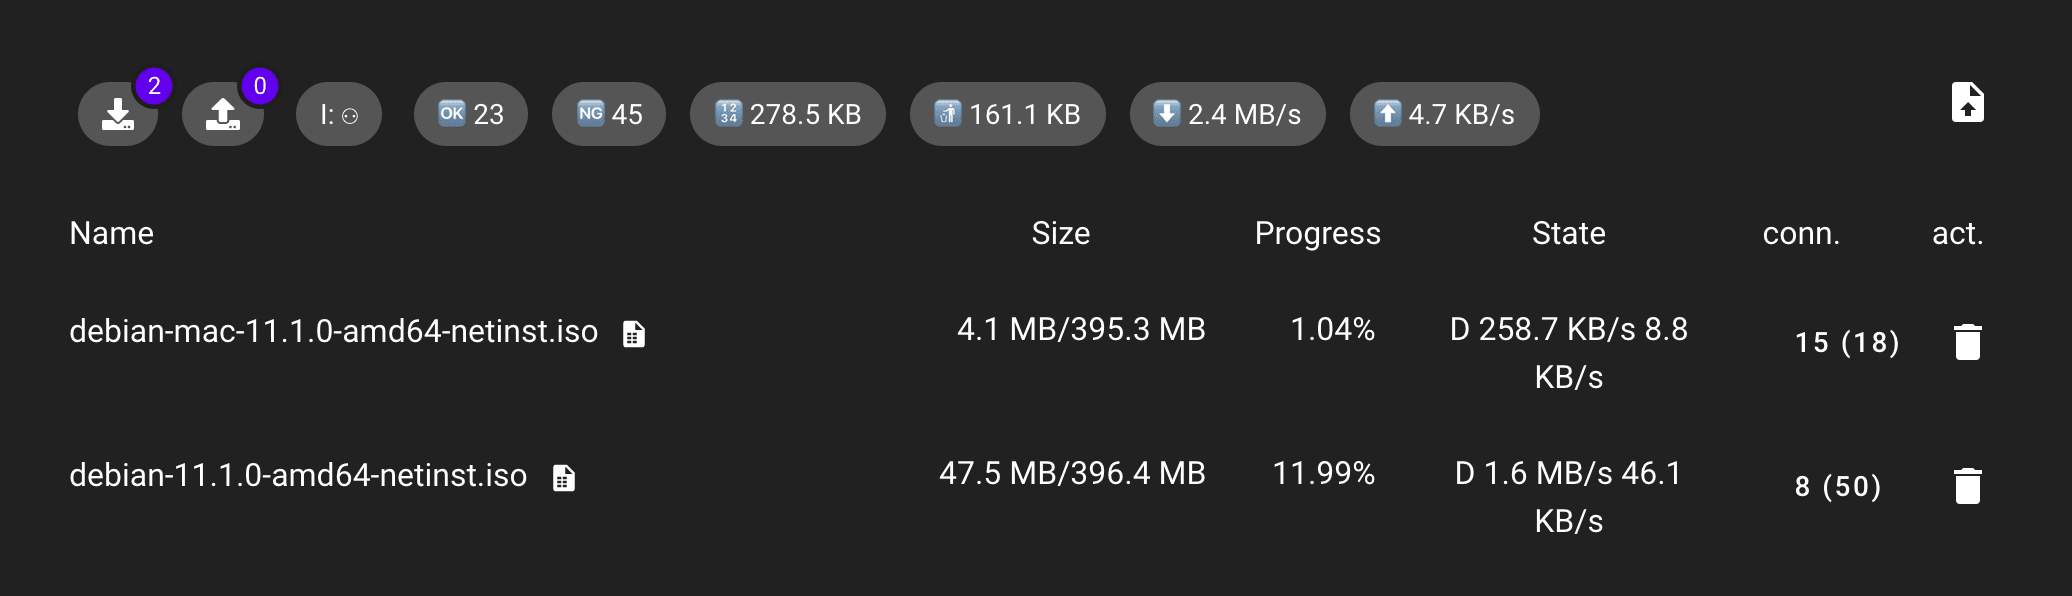 2 0
I: ⚇ OK 23 NG 45 1234 278.5 KB 161.1 KB 2.4 MB/s 4.7 KB/s
Name Size Progress State conn. act.
debian-mac-11.1.0-amd64-netinst.iso 4.1 MB/395.3 MB 1.04% D 258.7 KB/s 8.8 15 (18)
KB/s
debian-11.1.0-amd64-netinst.iso 47.5 MB/396.4 MB 11.99% D 1.6 MB/s 46.1 8 (50)
KB/s